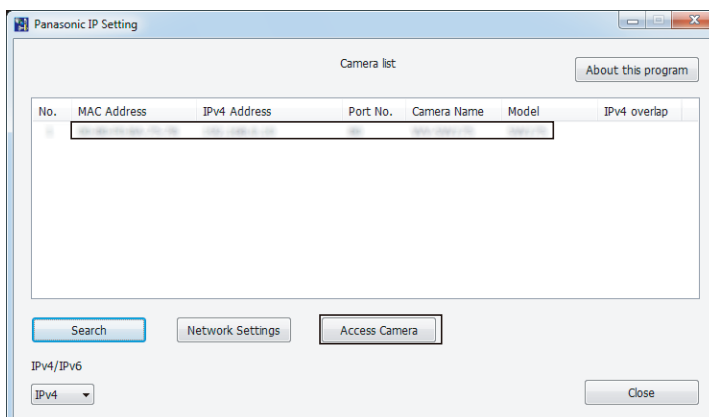 Panasonic IP Setting
Camera list
About this program
No. MAC Address IPv4 Address Port No. Camera Name Model IPv4 overlap
Search Network Settings Access Camera
IPv4/IPv6
IPv4 Close